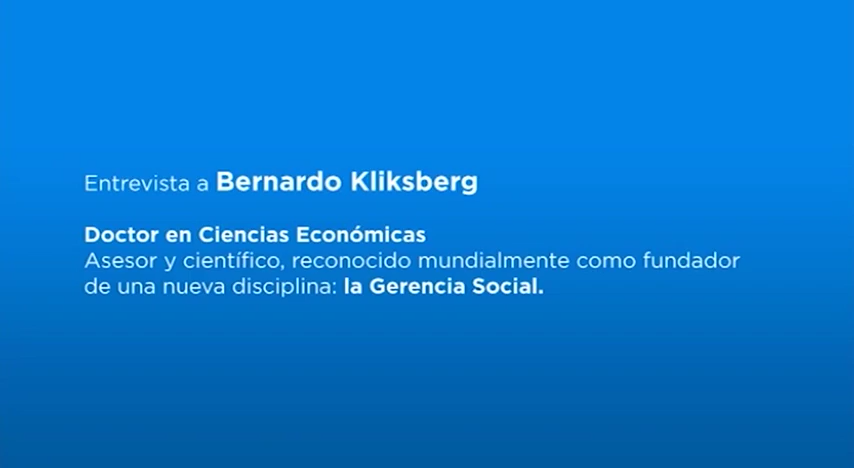 Entrevista a Bernardo Kliksberg
Doctor en Ciencias Económicas
Asesor y científico, reconocido mundialmente como fundador
de una nueva disciplina: la Gerencia Social.